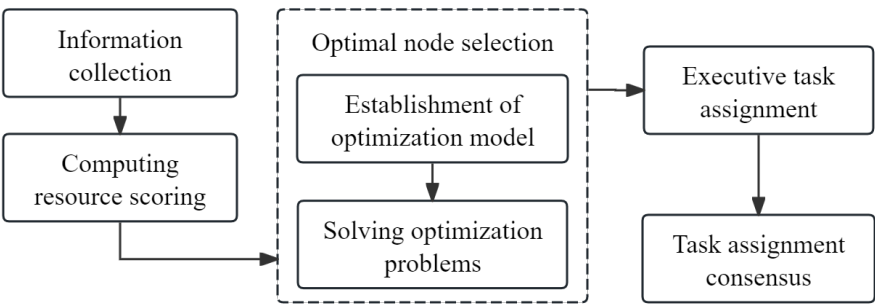 Information
collection
Computing
resource scoring
Optimal node selection
Establishment of
optimization model
Solving optimization
problems
Executive task
assignment
Task assignment
consensus